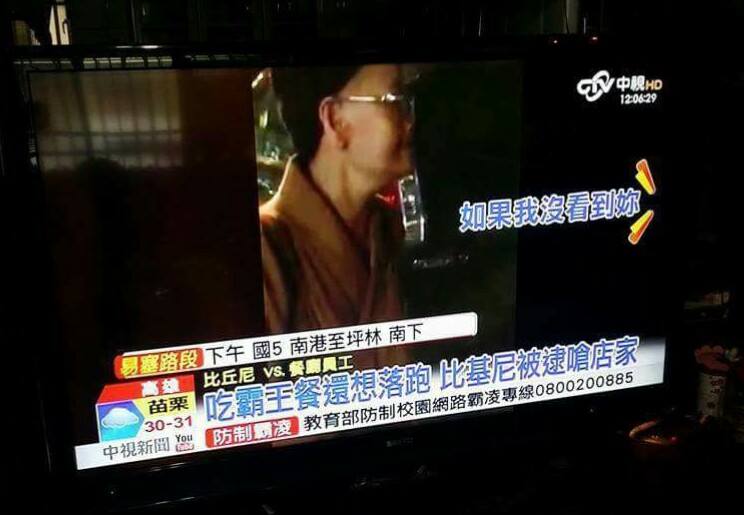 CTV 中視HD
12:06:29
如果我沒看到妳
易塞路段 下午 國5 南港至坪林 南下
比丘尼 vs. 餐廳員工
高雄
苗栗
30-31
吃霸王餐還想落跑 比基尼被逮嗆店家
防制霸凌 教育部防制校園網路霸凌專線0800200885
中視新聞 You Tube